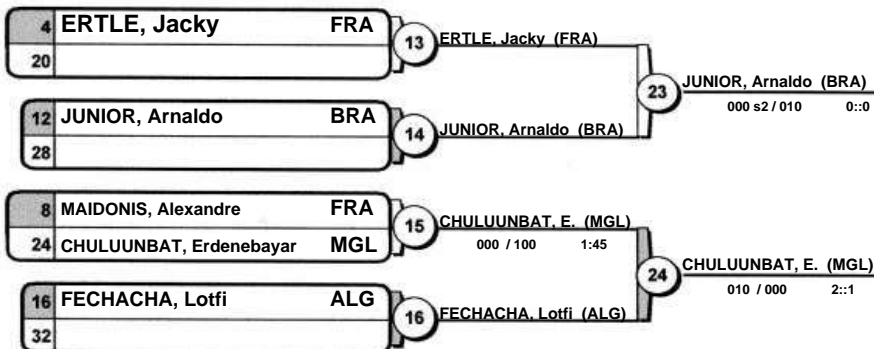 4 ERTLE, Jacky FRA
20
13 ERTLE, Jacky (FRA)
12 JUNIOR, Arnaldo BRA
28
14 JUNIOR, Arnaldo (BRA)
23 JUNIOR, Arnaldo (BRA)
000 s2 / 010 0::0
8 MAIDONIS, Alexandre FRA
24 CHULUUNBAT, Erdenebayar MGL
15 CHULUUNBAT, E. (MGL)
000 / 100 1:45
16 FECHACHA, Lotfi ALG
32
16 FECHACHA, Lotfi (ALG)
24 CHULUUNBAT, E. (MGL)
010 / 000 2::1